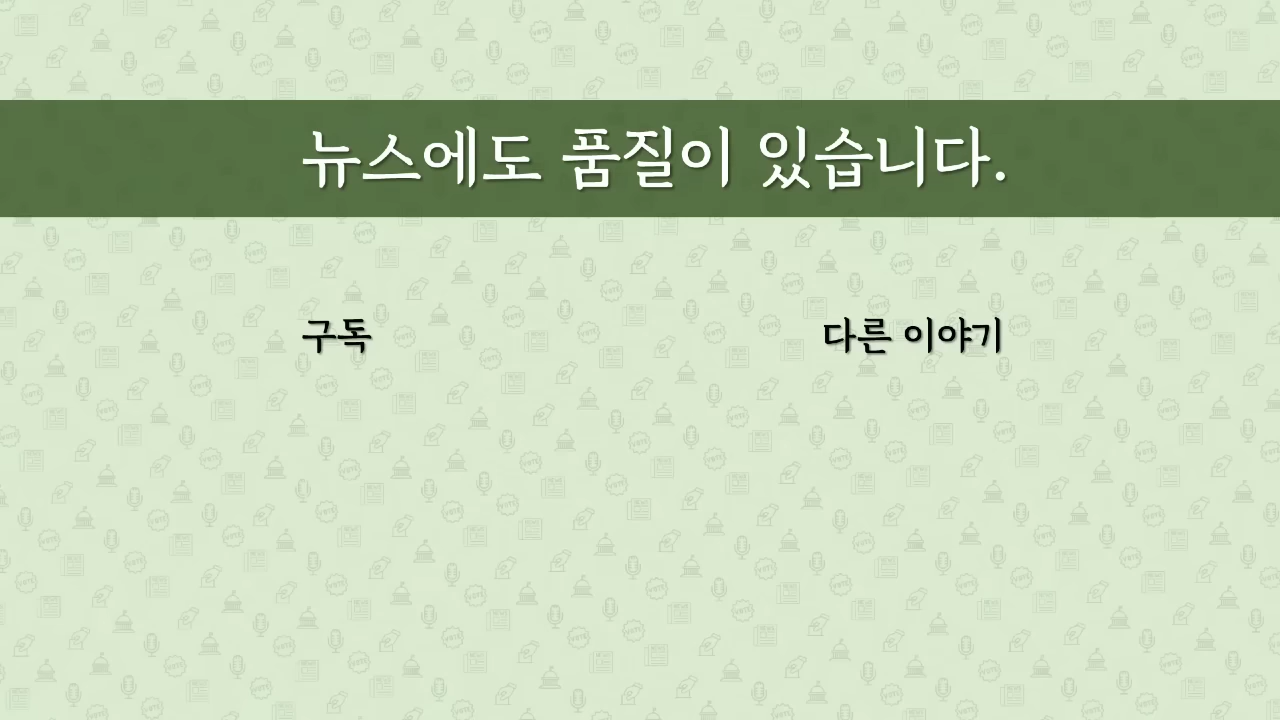 뉴스에도 품질이 있습니다.
구독
다른 이야기